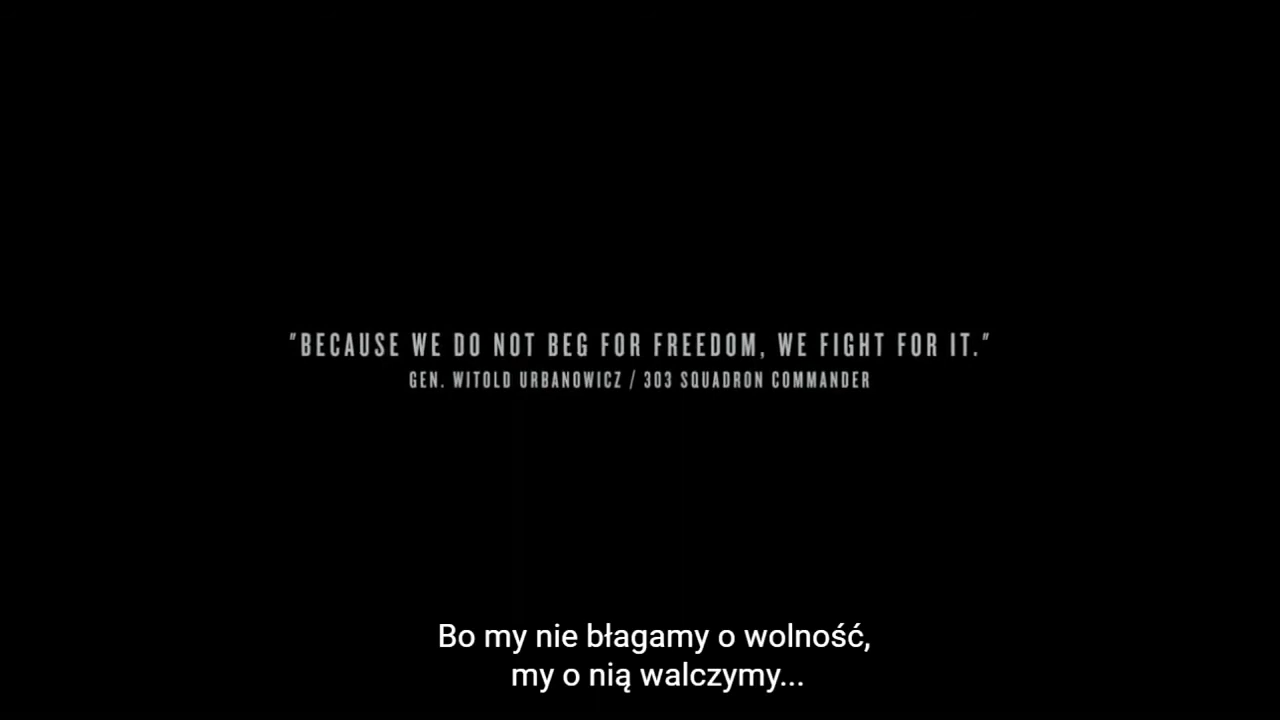 "BECAUSE WE DO NOT BEG FOR FREEDOM, WE FIGHT FOR IT."
GEN. WITOLD URBANOWICZ / 303 SQUADRON COMMANDER
Bo my nie błagamy o wolność,
my o nią walczymy...